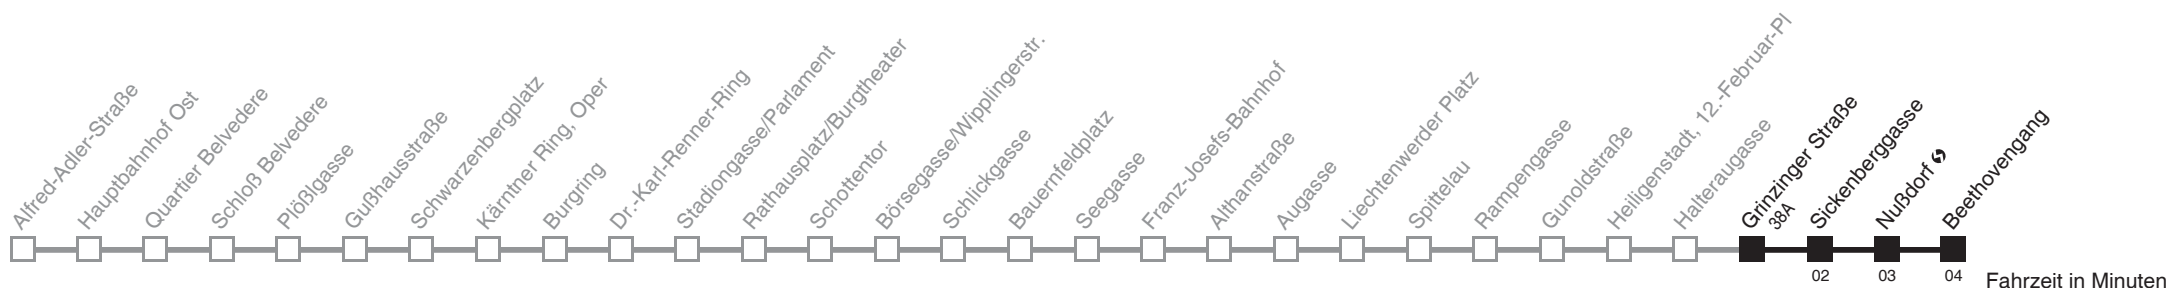 Alfred-Adler-Straße
Hauptbahnhof Ost
Quartier Belvedere
Schloß Belvedere
Plößlgasse
Gußhausstraße
Schwarzenbergplatz
Kärntner Ring, Oper
Burgring
Dr.-Karl-Renner-Ring
Stadiongasse/Parlament
Rathausplatz/Burgtheater
Schottentor
Börsegasse/Wipplingerstr.
Schlickgasse
Bauernfeldplatz
Seegasse
Franz-Josefs-Bahnhof
Althanstraße
Augasse
Liechtenwerder Platz
Spittelau
Rampengasse
Gunoldstraße
Heiligenstadt, 12.-Februar-Pl
Halteraugasse
Grinzinger Straße
38A
Sickenberggasse
Nußdorf
Beethovengang
02 03 04 Fahrzeit in Minuten